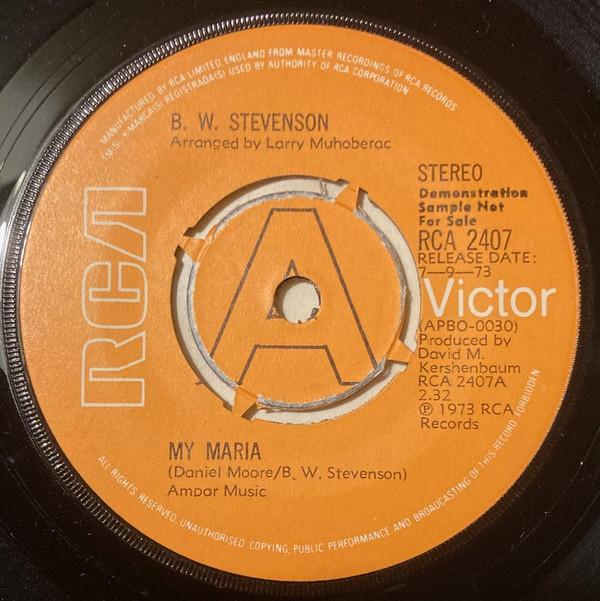 MANUFACTURED BY RCA LIMITED, ENGLAND FROM MASTER RECORDINGS OF RCA RECORDS
TM(S) ® MARCA(S) REGISTRADA(S) USED BY AUTHORITY OF RCA CORPORATION
B. W. STEVENSON
Arranged by Larry Muhoberac
STEREO
Demonstration
Sample Not
For Sale
RCA 2407
RELEASE DATE:
7—9—73
Victor
(APBO-0030)
Produced by
David M.
Kershenbaum
RCA 2407A
2.32
℗ 1973 RCA
Records
RCA
A
MY MARIA
(Daniel Moore/B. W. Stevenson)
Ampar Music
ALL RIGHTS RESERVED. UNAUTHORISED COPYING, PUBLIC PERFORMANCE AND BROADCASTING OF THIS RECORD FORBIDDEN